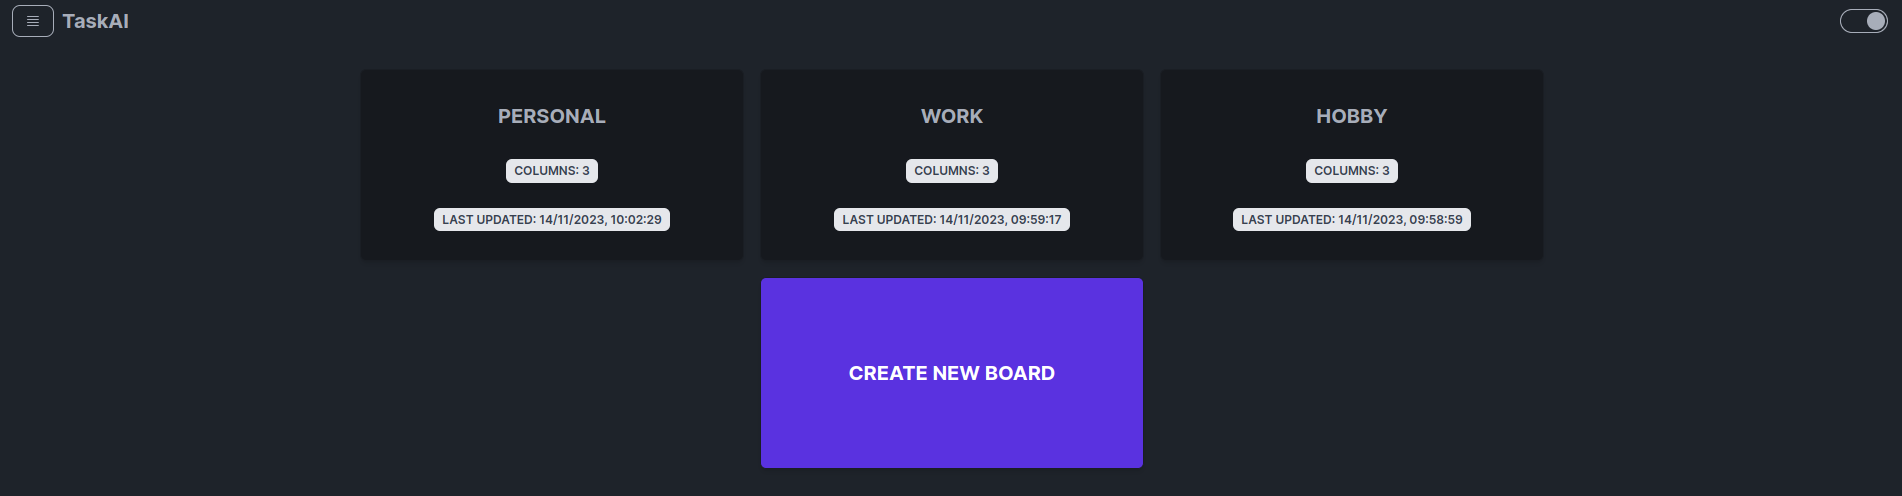 TaskAI
PERSONAL
COLUMNS: 3
LAST UPDATED: 14/11/2023, 10:02:29
WORK
COLUMNS: 3
LAST UPDATED: 14/11/2023, 09:59:17
HOBBY
COLUMNS: 3
LAST UPDATED: 14/11/2023, 09:58:59
CREATE NEW BOARD